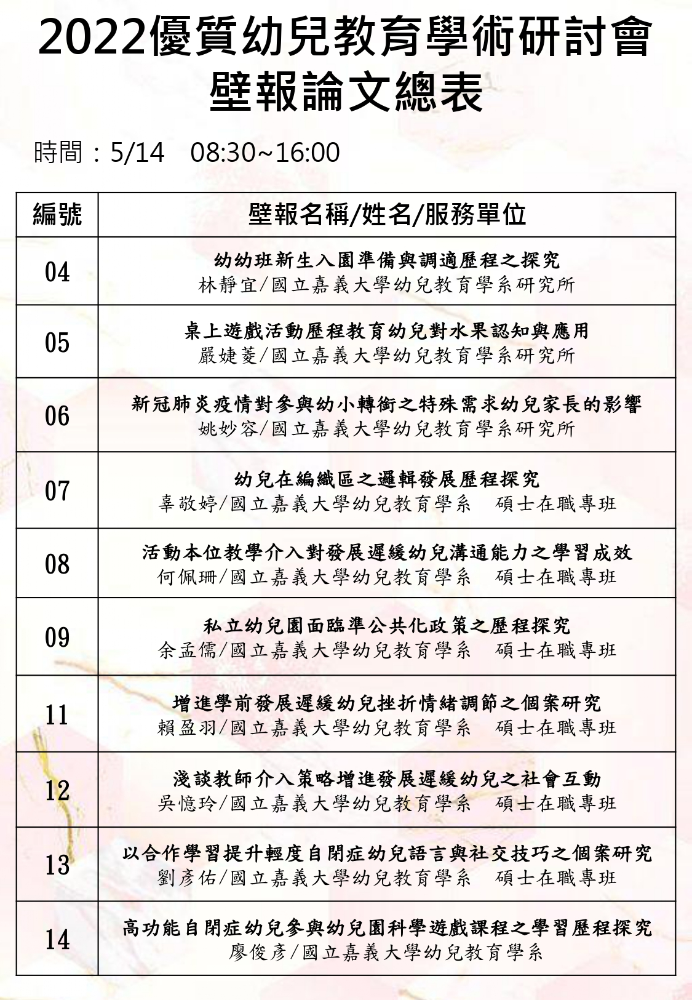 2022優質幼兒教育學術研討會
壁報論文總表
時間：5/14　08:30~16:00
編號　壁報名稱/姓名/服務單位
04
幼幼班新生入園準備與調適歷程之探究
林靜宜/國立嘉義大學幼兒教育學系研究所
05
桌上遊戲活動歷程教育幼兒對水果認知與應用
嚴婕菱/國立嘉義大學幼兒教育學系研究所
06
新冠肺炎疫情對參與幼小轉銜之特殊需求幼兒家長的影響
姚妙容/國立嘉義大學幼兒教育學系研究所
07
幼兒在編織區之邏輯發展歷程探究
辜敬婷/國立嘉義大學幼兒教育學系　碩士在職專班
08
活動本位教學介入對發展遲緩幼兒溝通能力之學習成效
何佩珊/國立嘉義大學幼兒教育學系　碩士在職專班
09
私立幼兒園面臨準公共化政策之歷程探究
余孟儒/國立嘉義大學幼兒教育學系　碩士在職專班
11
增進學前發展遲緩幼兒挫折情緒調節之個案研究
賴盈羽/國立嘉義大學幼兒教育學系　碩士在職專班
12
淺談教師介入策略增進發展遲緩幼兒之社會互動
吳憶玲/國立嘉義大學幼兒教育學系　碩士在職專班
13
以合作學習提升輕度自閉症幼兒語言與社交技巧之個案研究
劉彥佑/國立嘉義大學幼兒教育學系　碩士在職專班
14
高功能自閉症幼兒參與幼兒園科學遊戲課程之學習歷程探究
廖俊彥/國立嘉義大學幼兒教育學系